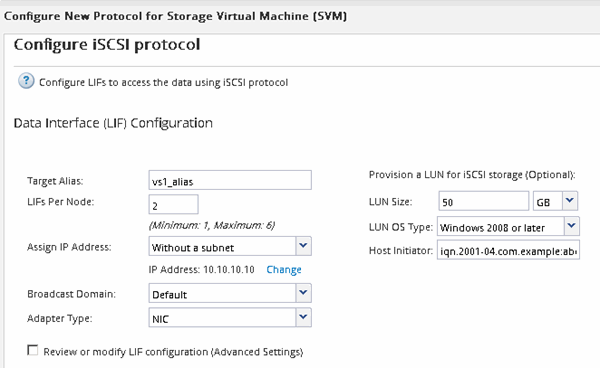 Configure New Protocol for Storage Virtual Machine (SVM)
Configure iSCSI protocol
? Configure LIFs to access the data using iSCSI protocol
Data Interface (LIF) Configuration
Target Alias: vs1_alias
LIFs Per Node: 2
(Minimum: 1, Maximum: 6)
Assign IP Address: Without a subnet
IP Address: 10.10.10.10 Change
Broadcast Domain: Default
Adapter Type: NIC
Review or modify LIF configuration (Advanced Settings)
Provision a LUN for iSCSI storage (Optional):
LUN Size: 50 GB
LUN OS Type: Windows 2008 or later
Host Initiator: iqn.2001-04.com.example:ab